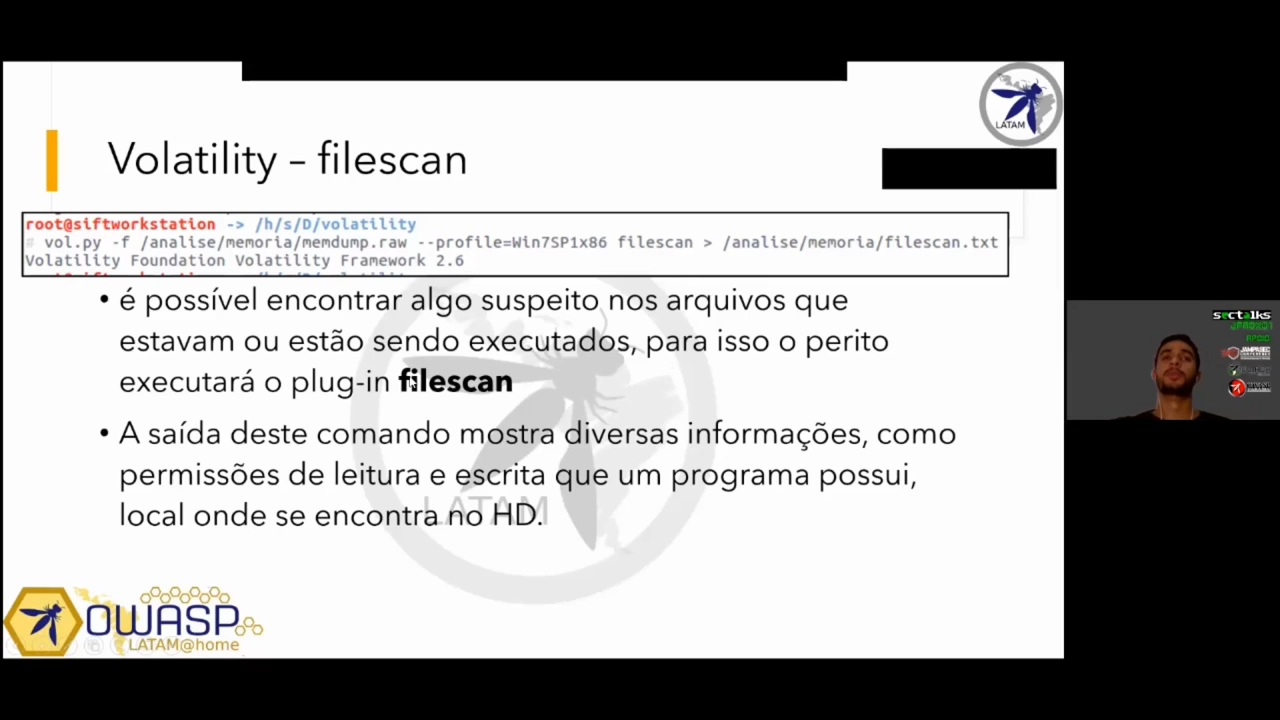 LATAM
Volatility – filescan
root@siftworkstation -> /h/s/D/volatility
# vol.py -f /analise/memoria/memdump.raw --profile=Win7SP1x86 filescan > /analise/memoria/filescan.txt
Volatility Foundation Volatility Framework 2.6
• é possível encontrar algo suspeito nos arquivos que
estavam ou estão sendo executados, para isso o perito
executará o plug-in filescan
• A saída deste comando mostra diversas informações, como
permissões de leitura e escrita que um programa possui,
local onde se encontra no HD.
LATAM
OWASP
LATAM@home
sectalks